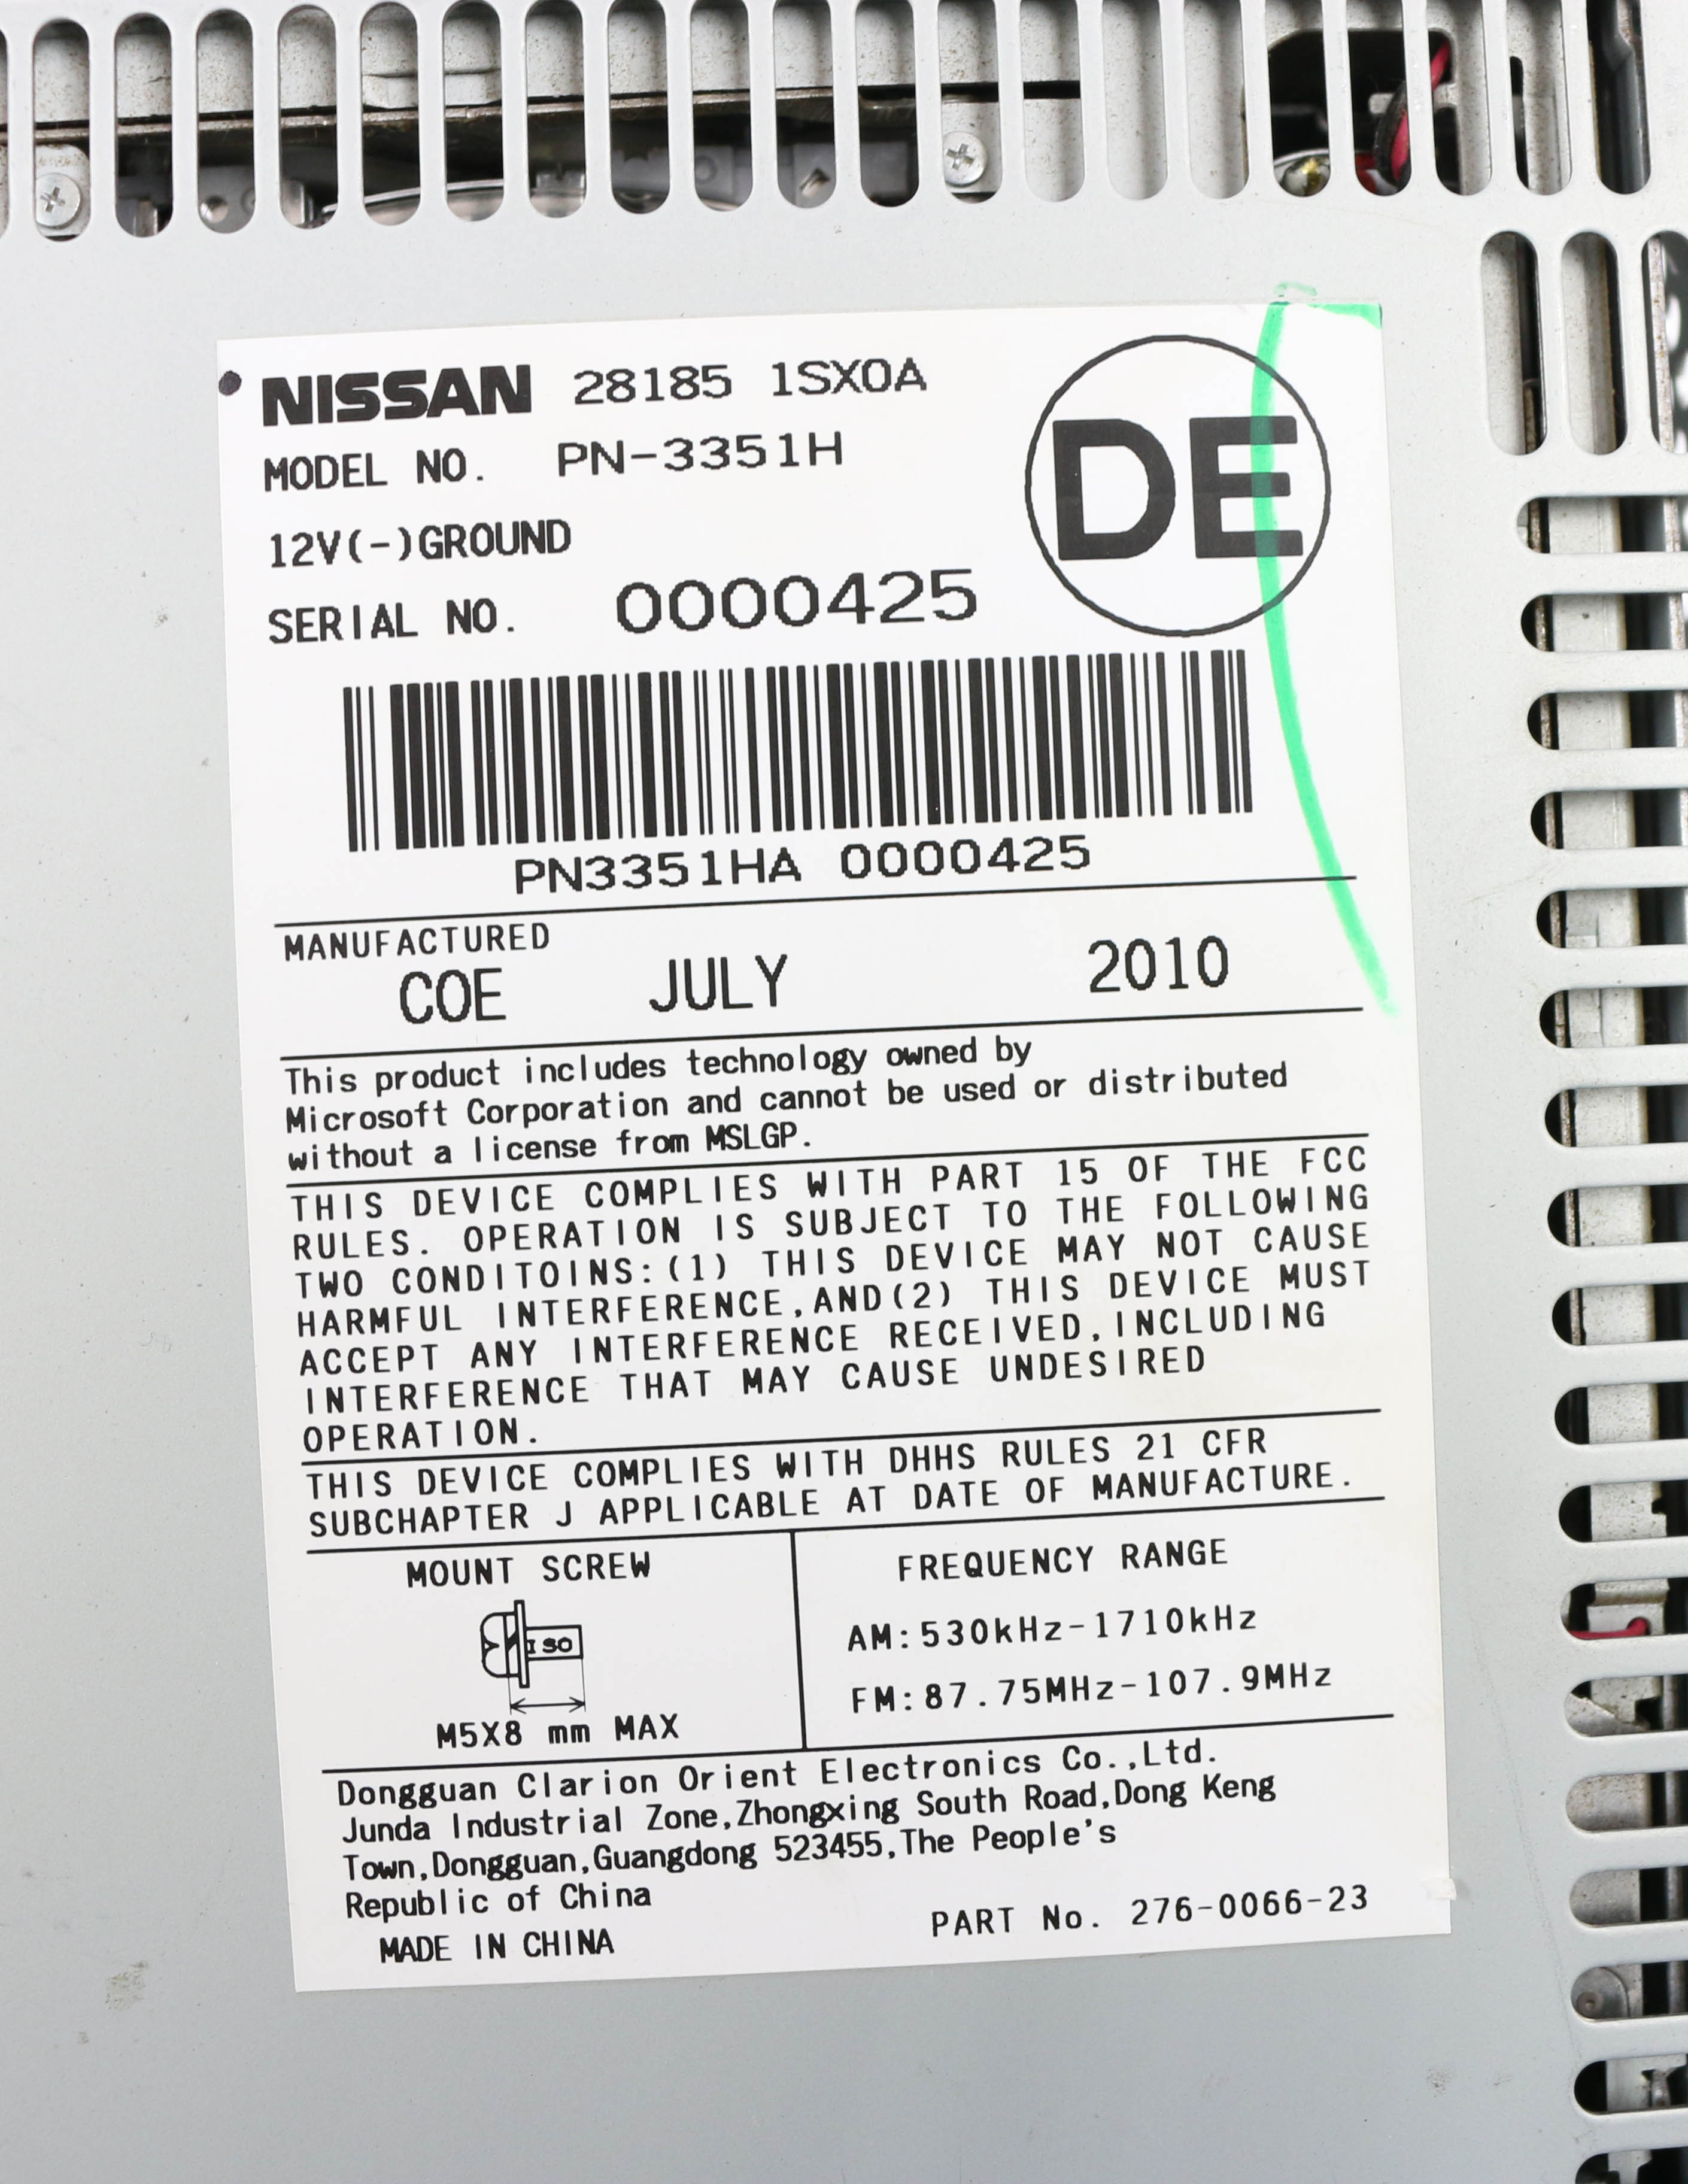 NISSAN 28185 1SX0A
DE
MODEL NO. PN-3351H
12V(-)GROUND
SERIAL NO. 0000425
PN3351HA 0000425
MANUFACTURED
COE JULY 2010
This product includes technology owned by
Microsoft Corporation and cannot be used or distributed
without a license from MSLGP.
THIS DEVICE COMPLIES WITH PART 15 OF THE FCC
RULES. OPERATION IS SUBJECT TO THE FOLLOWING
TWO CONDITOINS:(1) THIS DEVICE MAY NOT CAUSE
HARMFUL INTERFERENCE,AND(2) THIS DEVICE MUST
ACCEPT ANY INTERFERENCE RECEIVED,INCLUDING
INTERFERENCE THAT MAY CAUSE UNDESIRED
OPERATION.
THIS DEVICE COMPLIES WITH DHHS RULES 21 CFR
SUBCHAPTER J APPLICABLE AT DATE OF MANUFACTURE.
MOUNT SCREW
ISO
M5X8 mm MAX
FREQUENCY RANGE
AM:530kHz-1710kHz
FM:87.75MHz-107.9MHz
Dongguan Clarion Orient Electronics Co.,Ltd.
Junda Industrial Zone,Zhongxing South Road,Dong Keng
Town,Dongguan,Guangdong 523455,The People's
Republic of China
MADE IN CHINA
PART No. 276-0066-23